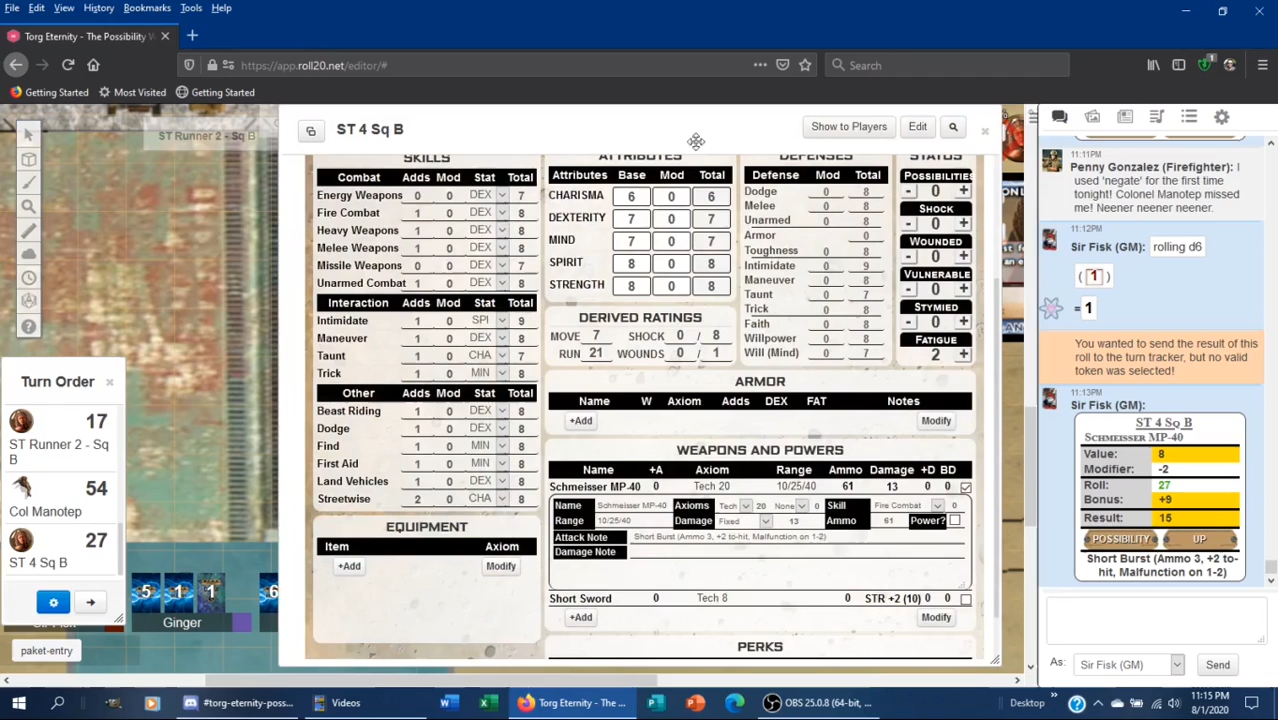 File Edit View History Bookmarks Tools Help
Torg Eternity - The Possibility
https://app.roll20.net/editor/#
Search
Getting Started Most Visited Getting Started
ST Runner 2 - Sq B
ST 4 Sq B
Show to Players Edit
SKILLS
Combat Adds Mod Stat Total
Energy Weapons 0 0 DEX 7
Fire Combat 1 0 DEX 8
Heavy Weapons 1 0 DEX 8
Melee Weapons 1 0 DEX 8
Missile Weapons 0 0 DEX 7
Unarmed Combat 1 0 DEX 8
Interaction Adds Mod Stat Total
Intimidate 1 0 SPI 9
Maneuver 1 0 DEX 8
Taunt 1 0 CHA 7
Trick 1 0 MIN 8
Other Adds Mod Stat Total
Beast Riding 1 0 DEX 8
Dodge 1 0 DEX 8
Find 1 0 MIN 8
First Aid 1 0 MIN 8
Land Vehicles 1 0 DEX 8
Streetwise 2 0 CHA 8
EQUIPMENT
Item Axiom
+Add Modify
ATTRIBUTES
Attributes Base Mod Total
CHARISMA 6 0 6
DEXTERITY 7 0 7
MIND 7 0 7
SPIRIT 8 0 8
STRENGTH 8 0 8
DERIVED RATINGS
MOVE 7 SHOCK 0 / 8
RUN 21 WOUNDS 0 / 1
DEFENSES
Defense Mod Total
Dodge 0 8
Melee 0 8
Unarmed 0 8
Armor 0
Toughness 0 8
Intimidate 0 9
Maneuver 0 8
Taunt 0 7
Trick 0 8
Faith 0 8
Willpower 0 8
Will (Mind) 0 7
STATUS
POSSIBILITIES
- 0 +
SHOCK
- 0 +
WOUNDED
- 0 +
VULNERABLE
- 0 +
STYMIED
- 0 +
FATIGUE
2 +
ARMOR
Name W Axiom Adds DEX FAT Notes
+Add Modify
WEAPONS AND POWERS
Name +A Axiom Range Ammo Damage +D BD
Schmeisser MP-40 0 Tech 20 10/25/40 61 13 0 0
Name Schmeisser MP-40 Axioms Tech 20 None 0 Skill Fire Combat 0
Range 10/25/40 Damage Fixed 13 Ammo 61 Power?
Attack Note Short Burst (Ammo 3, +2 to-hit, Malfunction on 1-2)
Damage Note
Short Sword 0 Tech 8 0 STR +2 (10) 0 0
+Add Modify
PERKS
Turn Order
17
ST Runner 2 - Sq
B
54
Col Manotep
27
ST 4 Sq B
5 1 1 6
Ginger
paket-entry
11:11PM
Penny Gonzalez (Firefighter): I
used 'negate' for the first time
tonight! Colonel Manotep missed
me! Neener neener neener.
11:12PM
Sir Fisk (GM): rolling d6
( 1 )
= 1
You wanted to send the result of this
roll to the turn tracker, but no valid
token was selected!
11:13PM
Sir Fisk (GM):
ST 4 Sq B
Schmeisser MP-40
Value: 8
Modifier: -2
Roll: 27
Bonus: +9
Result: 15
POSSIBILITY UP
Short Burst (Ammo 3, +2 to-
hit, Malfunction on 1-2)
As: Sir Fisk (GM) Send
#torg-eternity-poss... Videos Torg Eternity - The ... OBS 25.0.8 (64-bit, ... Desktop
11:15 PM
8/1/2020